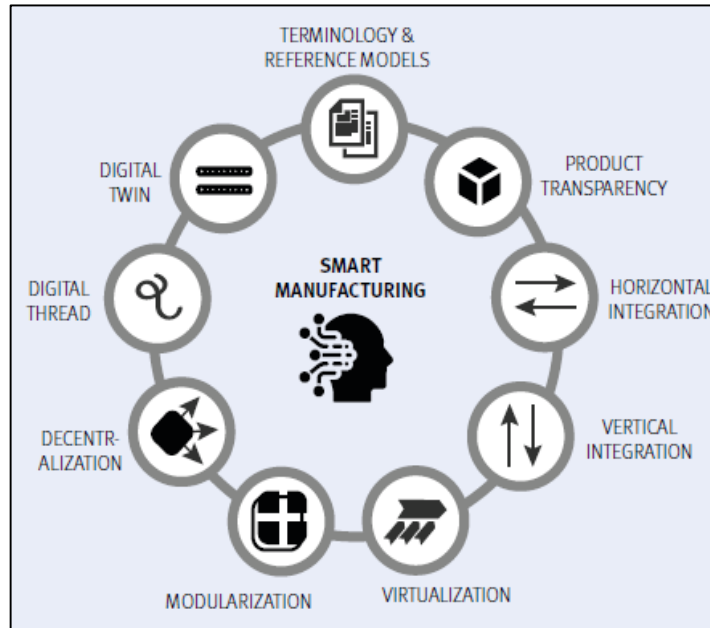 TERMINOLOGY &
REFERENCE MODELS
PRODUCT
TRANSPARENCY
HORIZONTAL
INTEGRATION
VERTICAL
INTEGRATION
VIRTUALIZATION
MODULARIZATION
DECENTR-
ALIZATION
DIGITAL
THREAD
DIGITAL
TWIN
SMART
MANUFACTURING